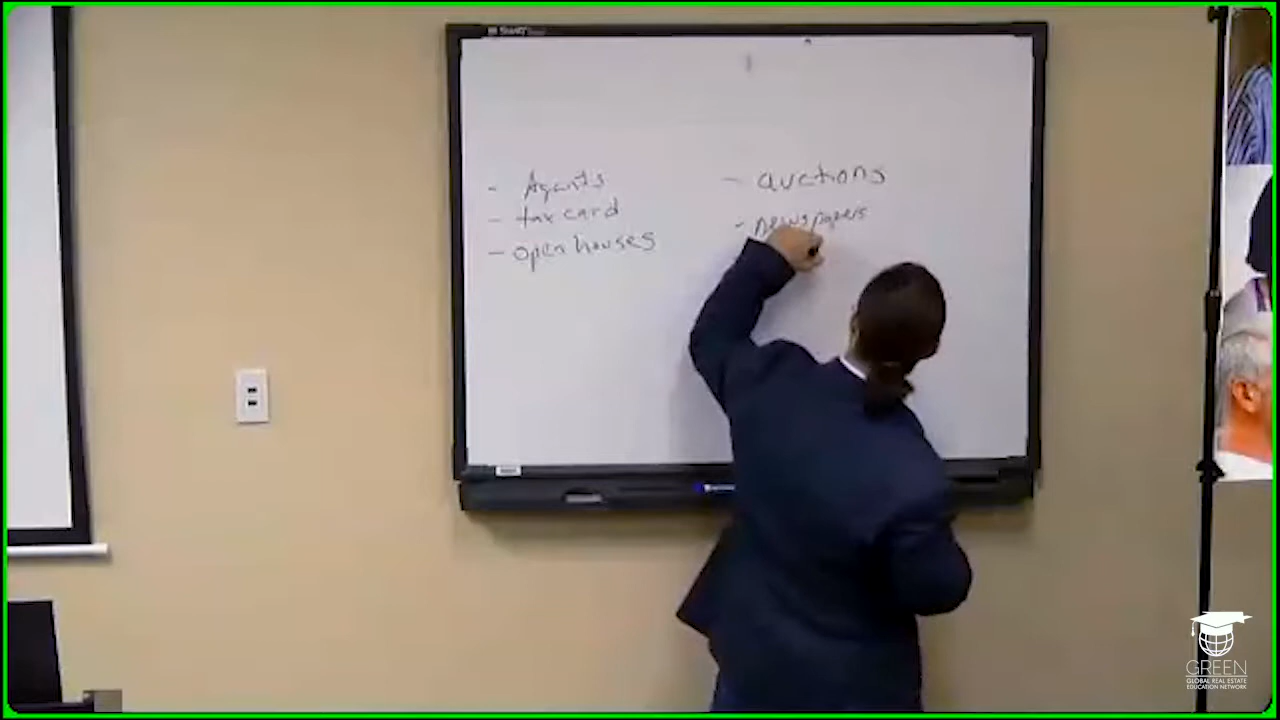 - Agents
- tax card
- open houses
- auctions
- newspapers
GREEN
GLOBAL REAL ESTATE
EDUCATION NETWORK